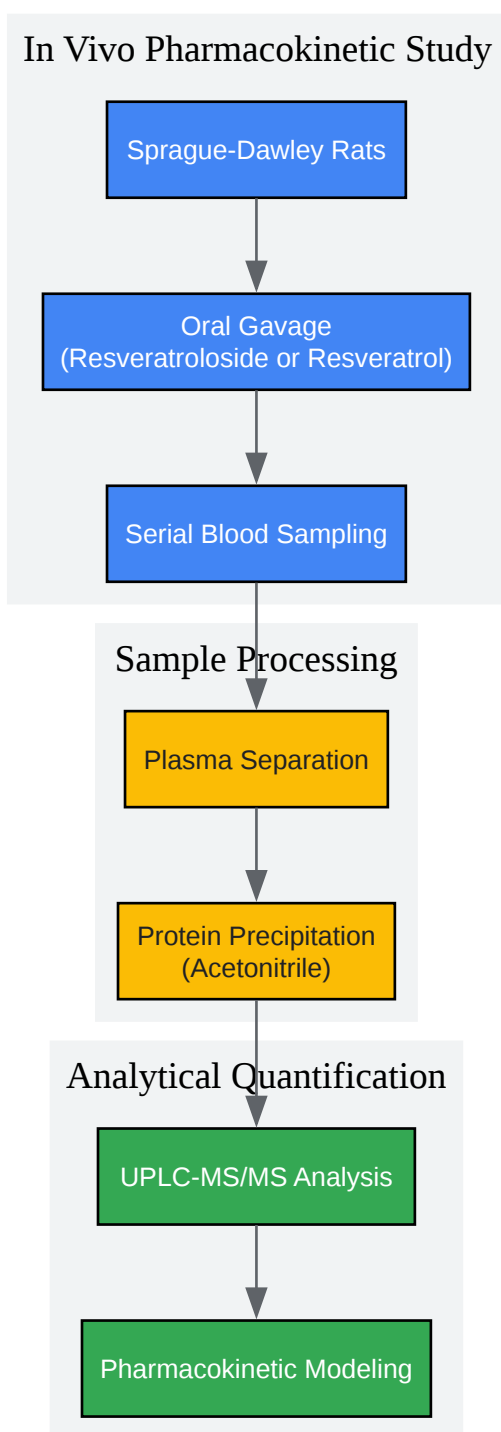 In Vivo Pharmacokinetic Study
Sprague-Dawley Rats
Oral Gavage
(Resveratroloside or Resveratrol)
Serial Blood Sampling
Sample Processing
Plasma Separation
Protein Precipitation
(Acetonitrile)
Analytical Quantification
UPLC-MS/MS Analysis
Pharmacokinetic Modeling